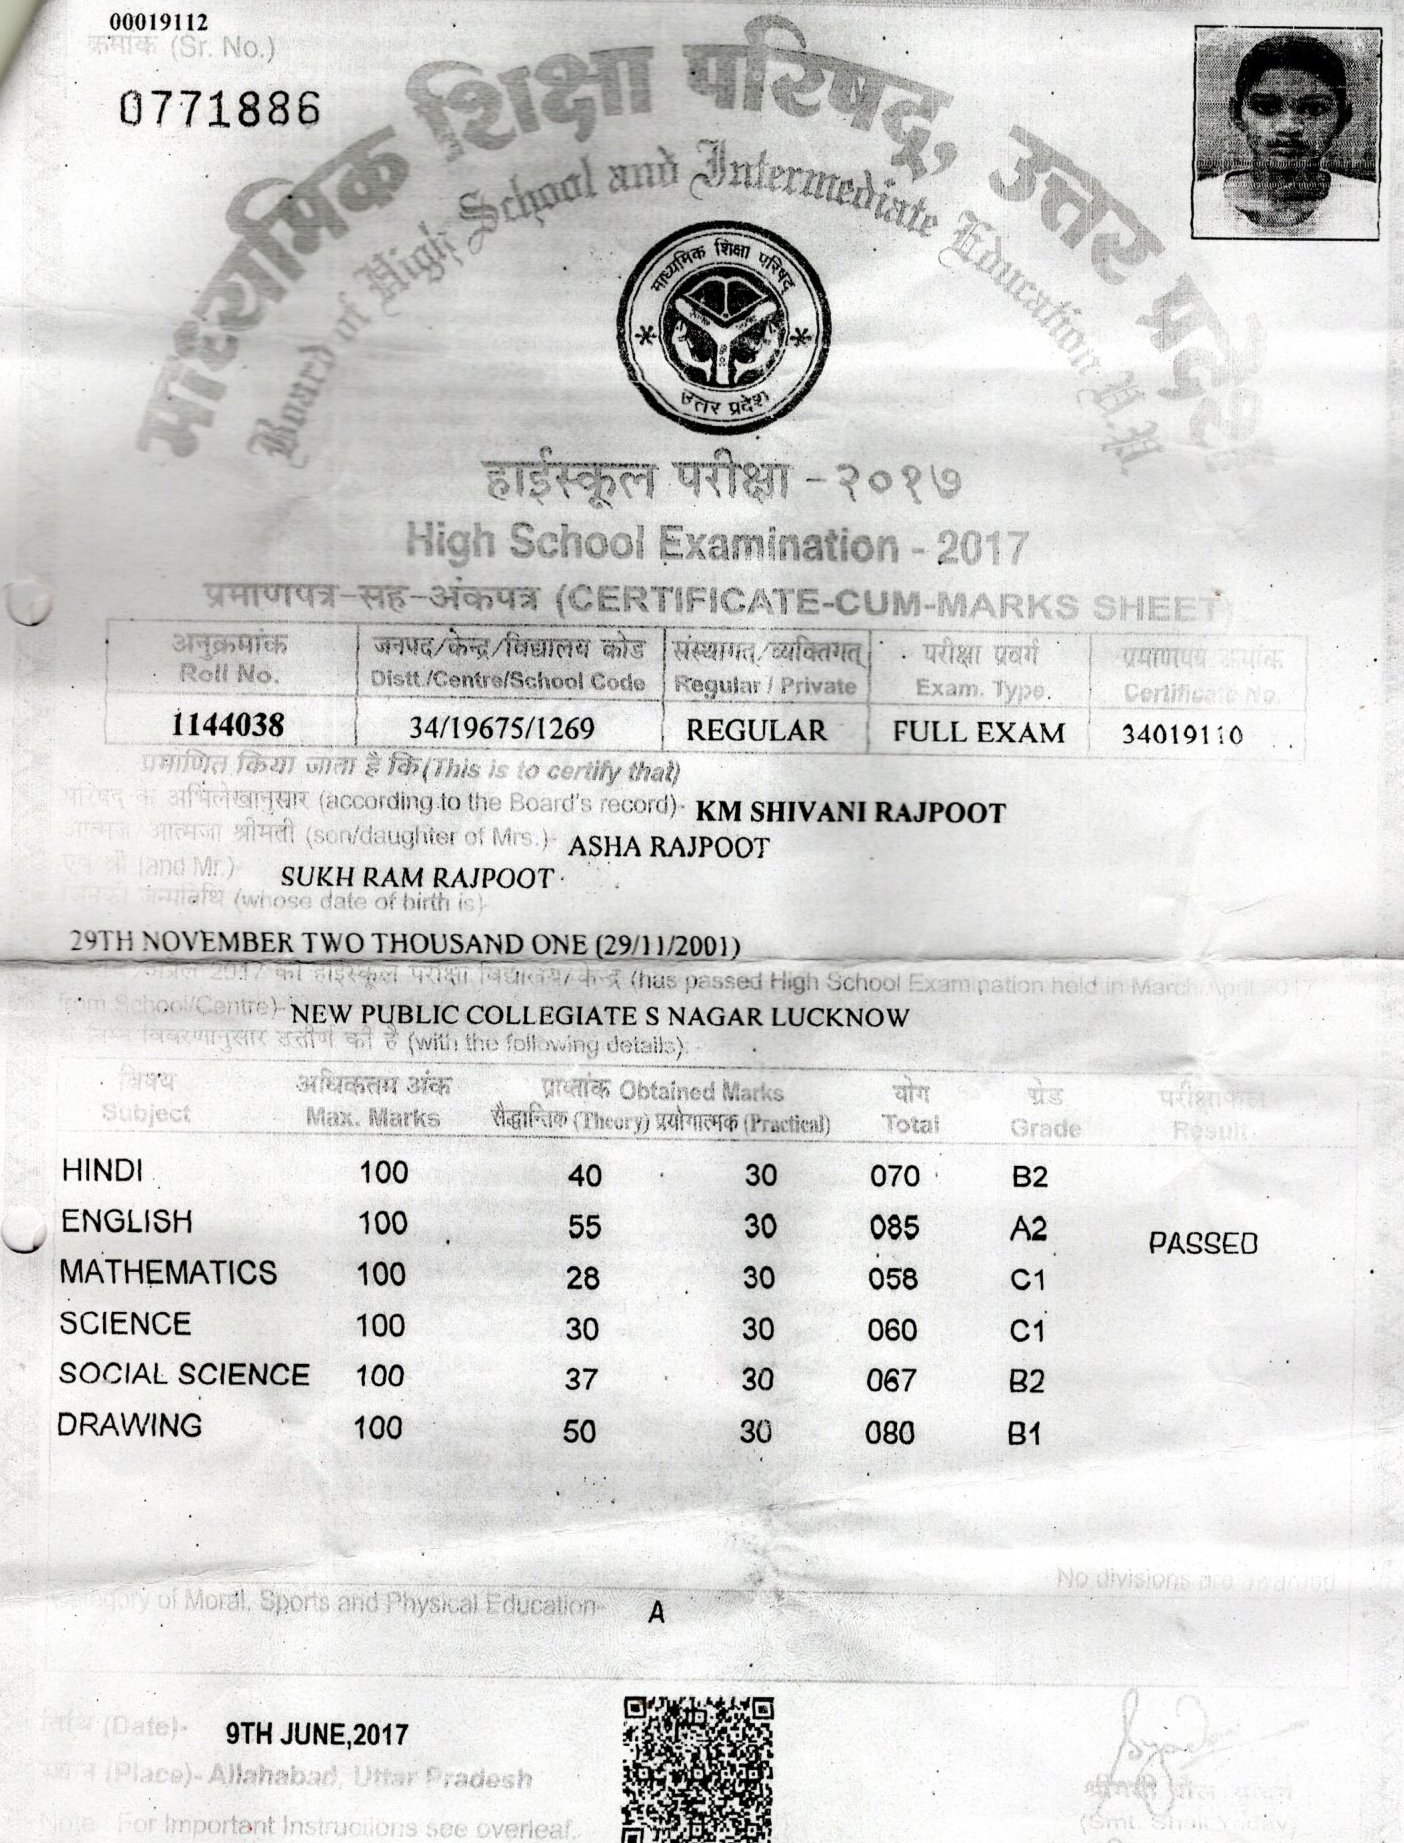 00019112
क्रमांक (Sr. No.)
0771886
माध्यमिक शिक्षा परिषद्, उत्तर प्रदेश
Board of High School and Intermediate Education U.P.
माध्यमिक शिक्षा परिषद्
उत्तर प्रदेश
हाईस्कूल परीक्षा - २०१७
High School Examination - 2017
प्रमाणपत्र-सह-अंकपत्र (CERTIFICATE-CUM-MARKS SHEET)
अनुक्रमांक जनपद/केन्द्र/विद्यालय कोड संस्थागत/व्यक्तिगत परीक्षा प्रवर्ग प्रमाणपत्र क्रमांक
Roll No. Distt./Centre/School Code Regular / Private Exam. Type. Certificate No.
1144038 34/19675/1269 REGULAR FULL EXAM 34019110
प्रमाणित किया जाता है कि (This is to certify that)
परिषद के अभिलेखानुसार (according to the Board's record)- KM SHIVANI RAJPOOT
आत्मज/आत्मजा श्रीमती (son/daughter of Mrs.)- ASHA RAJPOOT
एवं श्री (and Mr.)- SUKH RAM RAJPOOT
जिनकी जन्मतिथि (whose date of birth is)-
29TH NOVEMBER TWO THOUSAND ONE (29/11/2001)
2017 की हाईस्कूल परीक्षा विद्यालय/केन्द्र (has passed High School Examination held in March-April 2017
from School/Centre)- NEW PUBLIC COLLEGIATE S NAGAR LUCKNOW
विवरणानुसार उत्तीर्ण की है (with the following details):-
विषय अधिकतम अंक प्राप्तांक Obtained Marks योग ग्रेड परीक्षाफल
Subject Max. Marks सैद्धान्तिक (Theory) प्रयोगात्मक (Practical) Total Grade Result
HINDI 100 40 30 070 B2
ENGLISH 100 55 30 085 A2
PASSED
MATHEMATICS 100 28 30 058 C1
SCIENCE 100 30 30 060 C1
SOCIAL SCIENCE 100 37 30 067 B2
DRAWING 100 50 30 080 B1
No divisions are awarded
Category of Moral, Sports and Physical Education- A
(Date)- 9TH JUNE,2017
(Place)- Allahabad, Uttar Pradesh
For Important Instructions see overleaf.